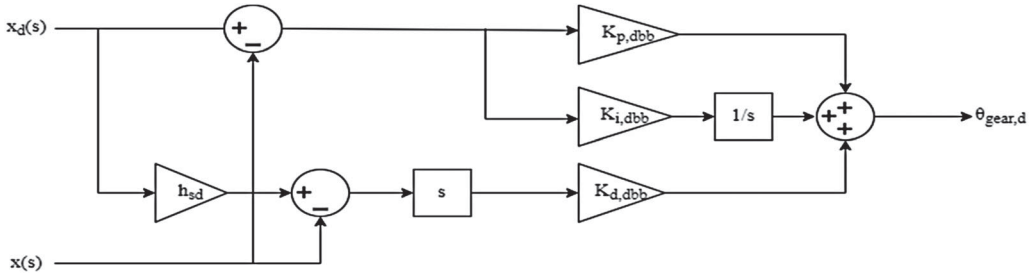 x_d(s)
+
−
K_p,dbb
K_i,dbb
1/s
+
+
+
θ_gear,d
h_sd
+
−
s
K_d,dbb
x(s)